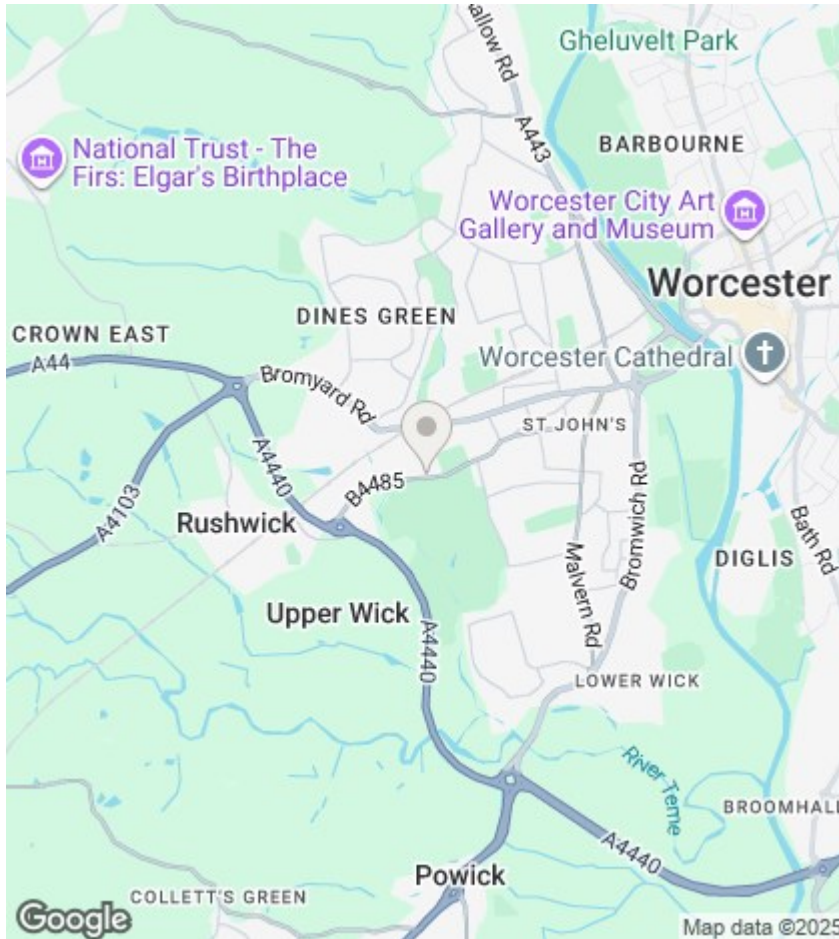 Gheluvelt Park
allow Rd
A443
BARBOURNE
National Trust - The
Firs: Elgar's Birthplace
Worcester City Art
Gallery and Museum
Worcester
DINES GREEN
CROWN EAST
A44
Worcester Cathedral
Bromyard Rd
ST JOHN'S
A4440
B4485
A4103
Rushwick
Bromwich Rd
Malvern Rd
Bath Rd
DIGLIS
Upper Wick
A4440
LOWER WICK
River Teme
BROOMHALL
A4440
Powick
COLLETT'S GREEN
Google
Map data ©2025